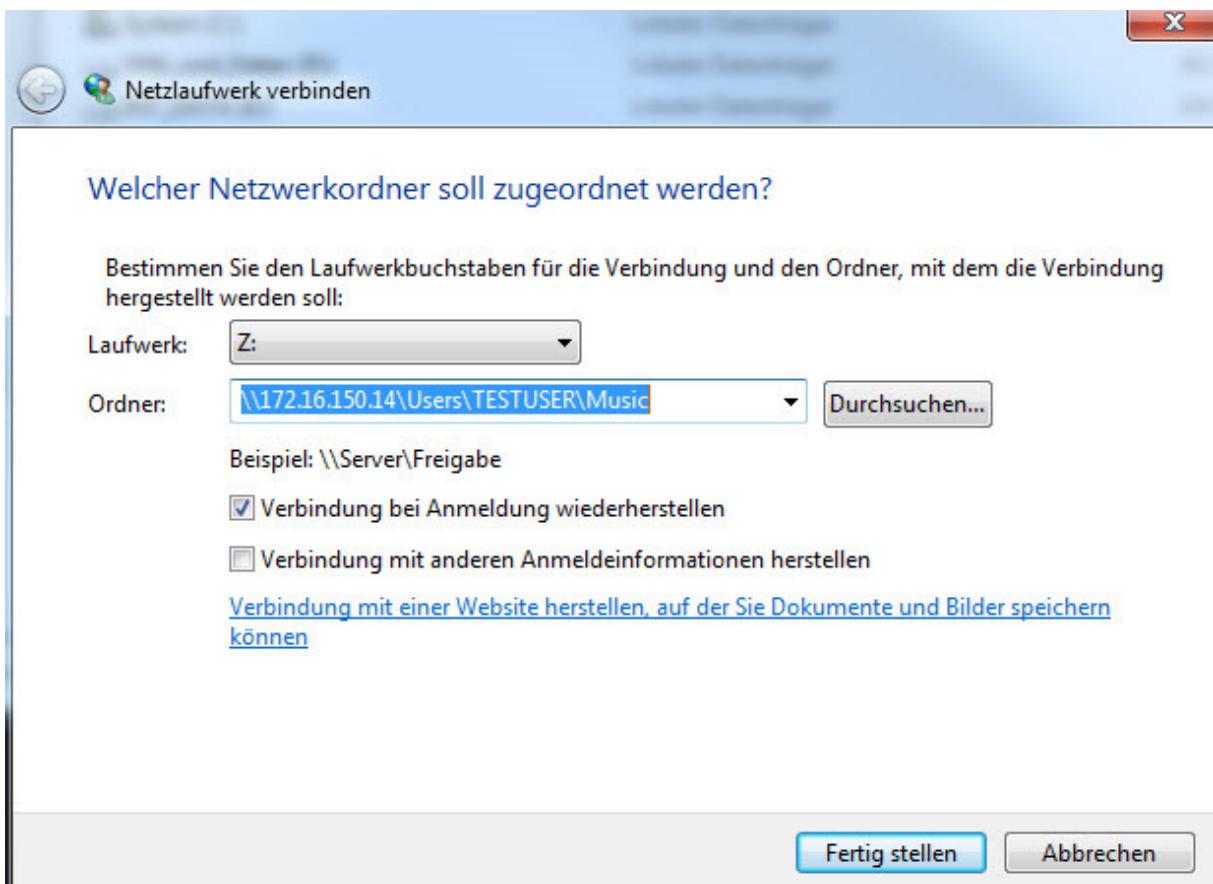 Netzlaufwerk verbinden
Welcher Netzwerkordner soll zugeordnet werden?
Bestimmen Sie den Laufwerkbuchstaben für die Verbindung und den Ordner, mit dem die Verbindung
hergestellt werden soll:
Laufwerk: Z:
Ordner: \\172.16.150.14\Users\TESTUSER\Music Durchsuchen...
Beispiel: \\Server\Freigabe
Verbindung bei Anmeldung wiederherstellen
Verbindung mit anderen Anmeldeinformationen herstellen
Verbindung mit einer Website herstellen, auf der Sie Dokumente und Bilder speichern
können
Fertig stellen Abbrechen